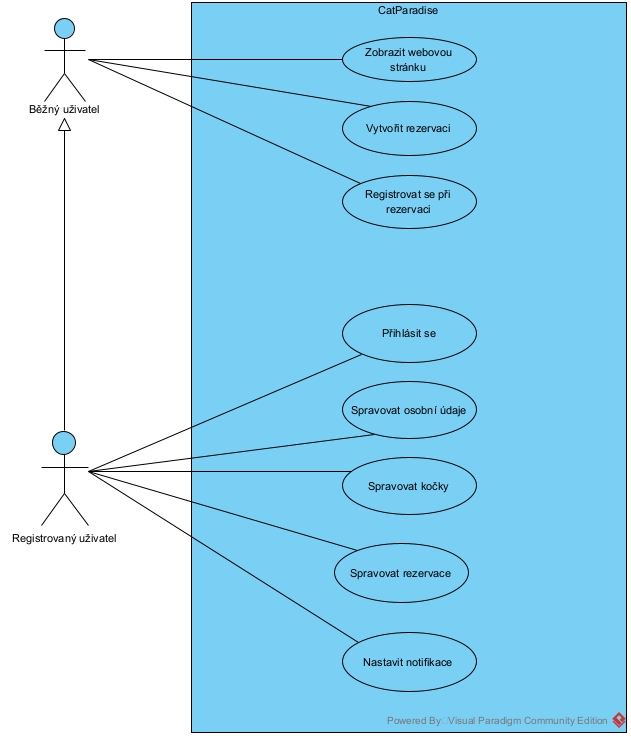 CatParadise
Zobrazit webovou
stránku
Běžný uživatel
Vytvořit rezervaci
Registrovat se při
rezervaci
Přihlásit se
Spravovat osobní údaje
Spravovat kočky
Registrovaný uživatel
Spravovat rezervace
Nastavit notifikace
Powered By: Visual Paradigm Community Edition